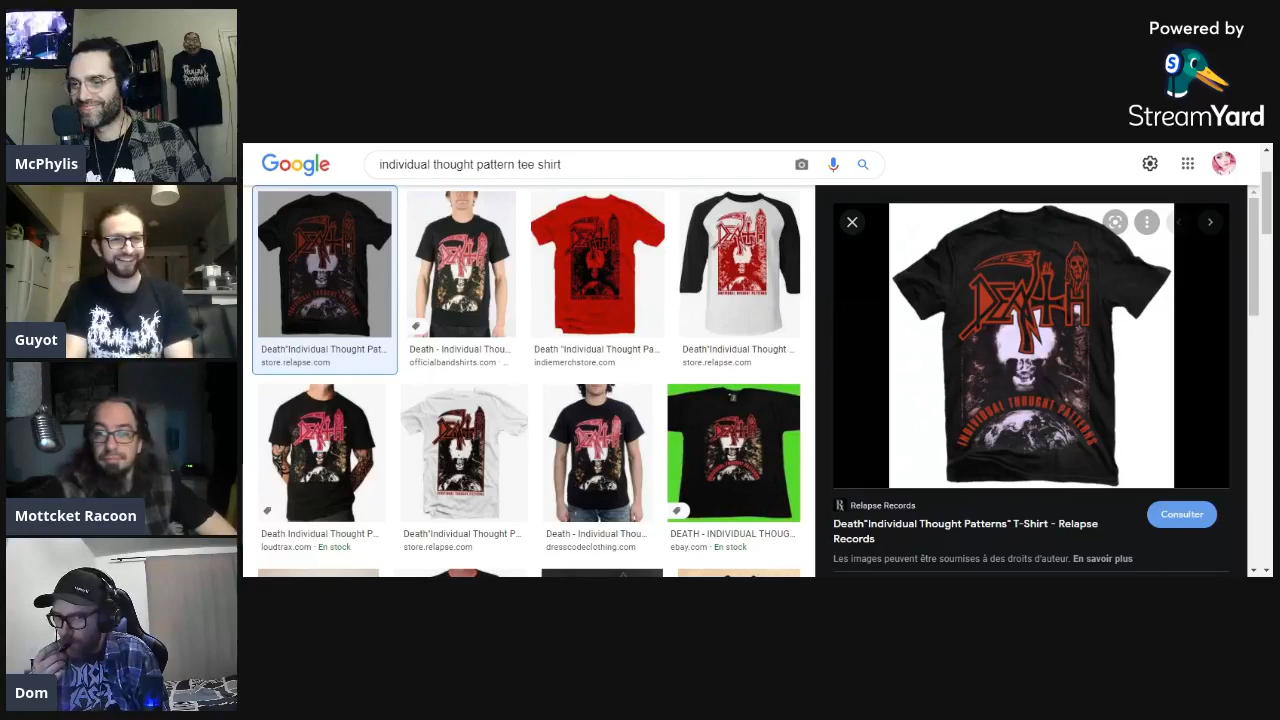 Powered by
StreamYard
McPhylis
Guyot
Mottcket Racoon
Dom
Google
individual thought pattern tee shirt
Death"Individual Thought Pat...
store.relapse.com
Death - Individual Thou...
officialbandshirts.com · ...
Death "Individual Thought Pa...
indiemerchstore.com
Death"Individual Thought ...
store.relapse.com
Death Individual Thought P...
loudtrax.com · En stock
Death"Individual Thought P...
store.relapse.com
Death - Individual Thou...
dresscodeclothing.com
DEATH - INDIVIDUAL THOUG...
ebay.com · En stock
DEATH
INDIVIDUAL THOUGHT PATTERNS
Relapse Records
Death"Individual Thought Patterns" T-Shirt - Relapse
Records
Consulter
Les images peuvent être soumises à des droits d'auteur. En savoir plus